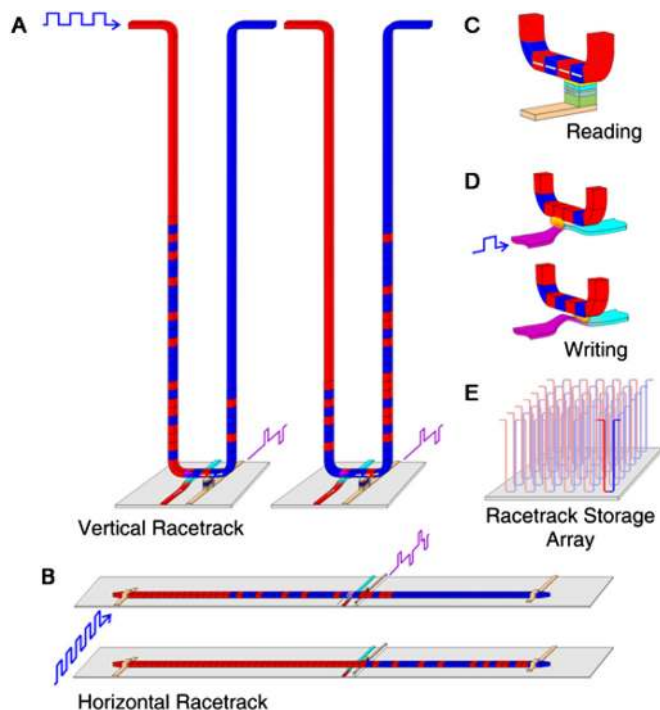 A
C
Reading
D
Writing
E
Racetrack Storage
Array
Vertical Racetrack
B
Horizontal Racetrack